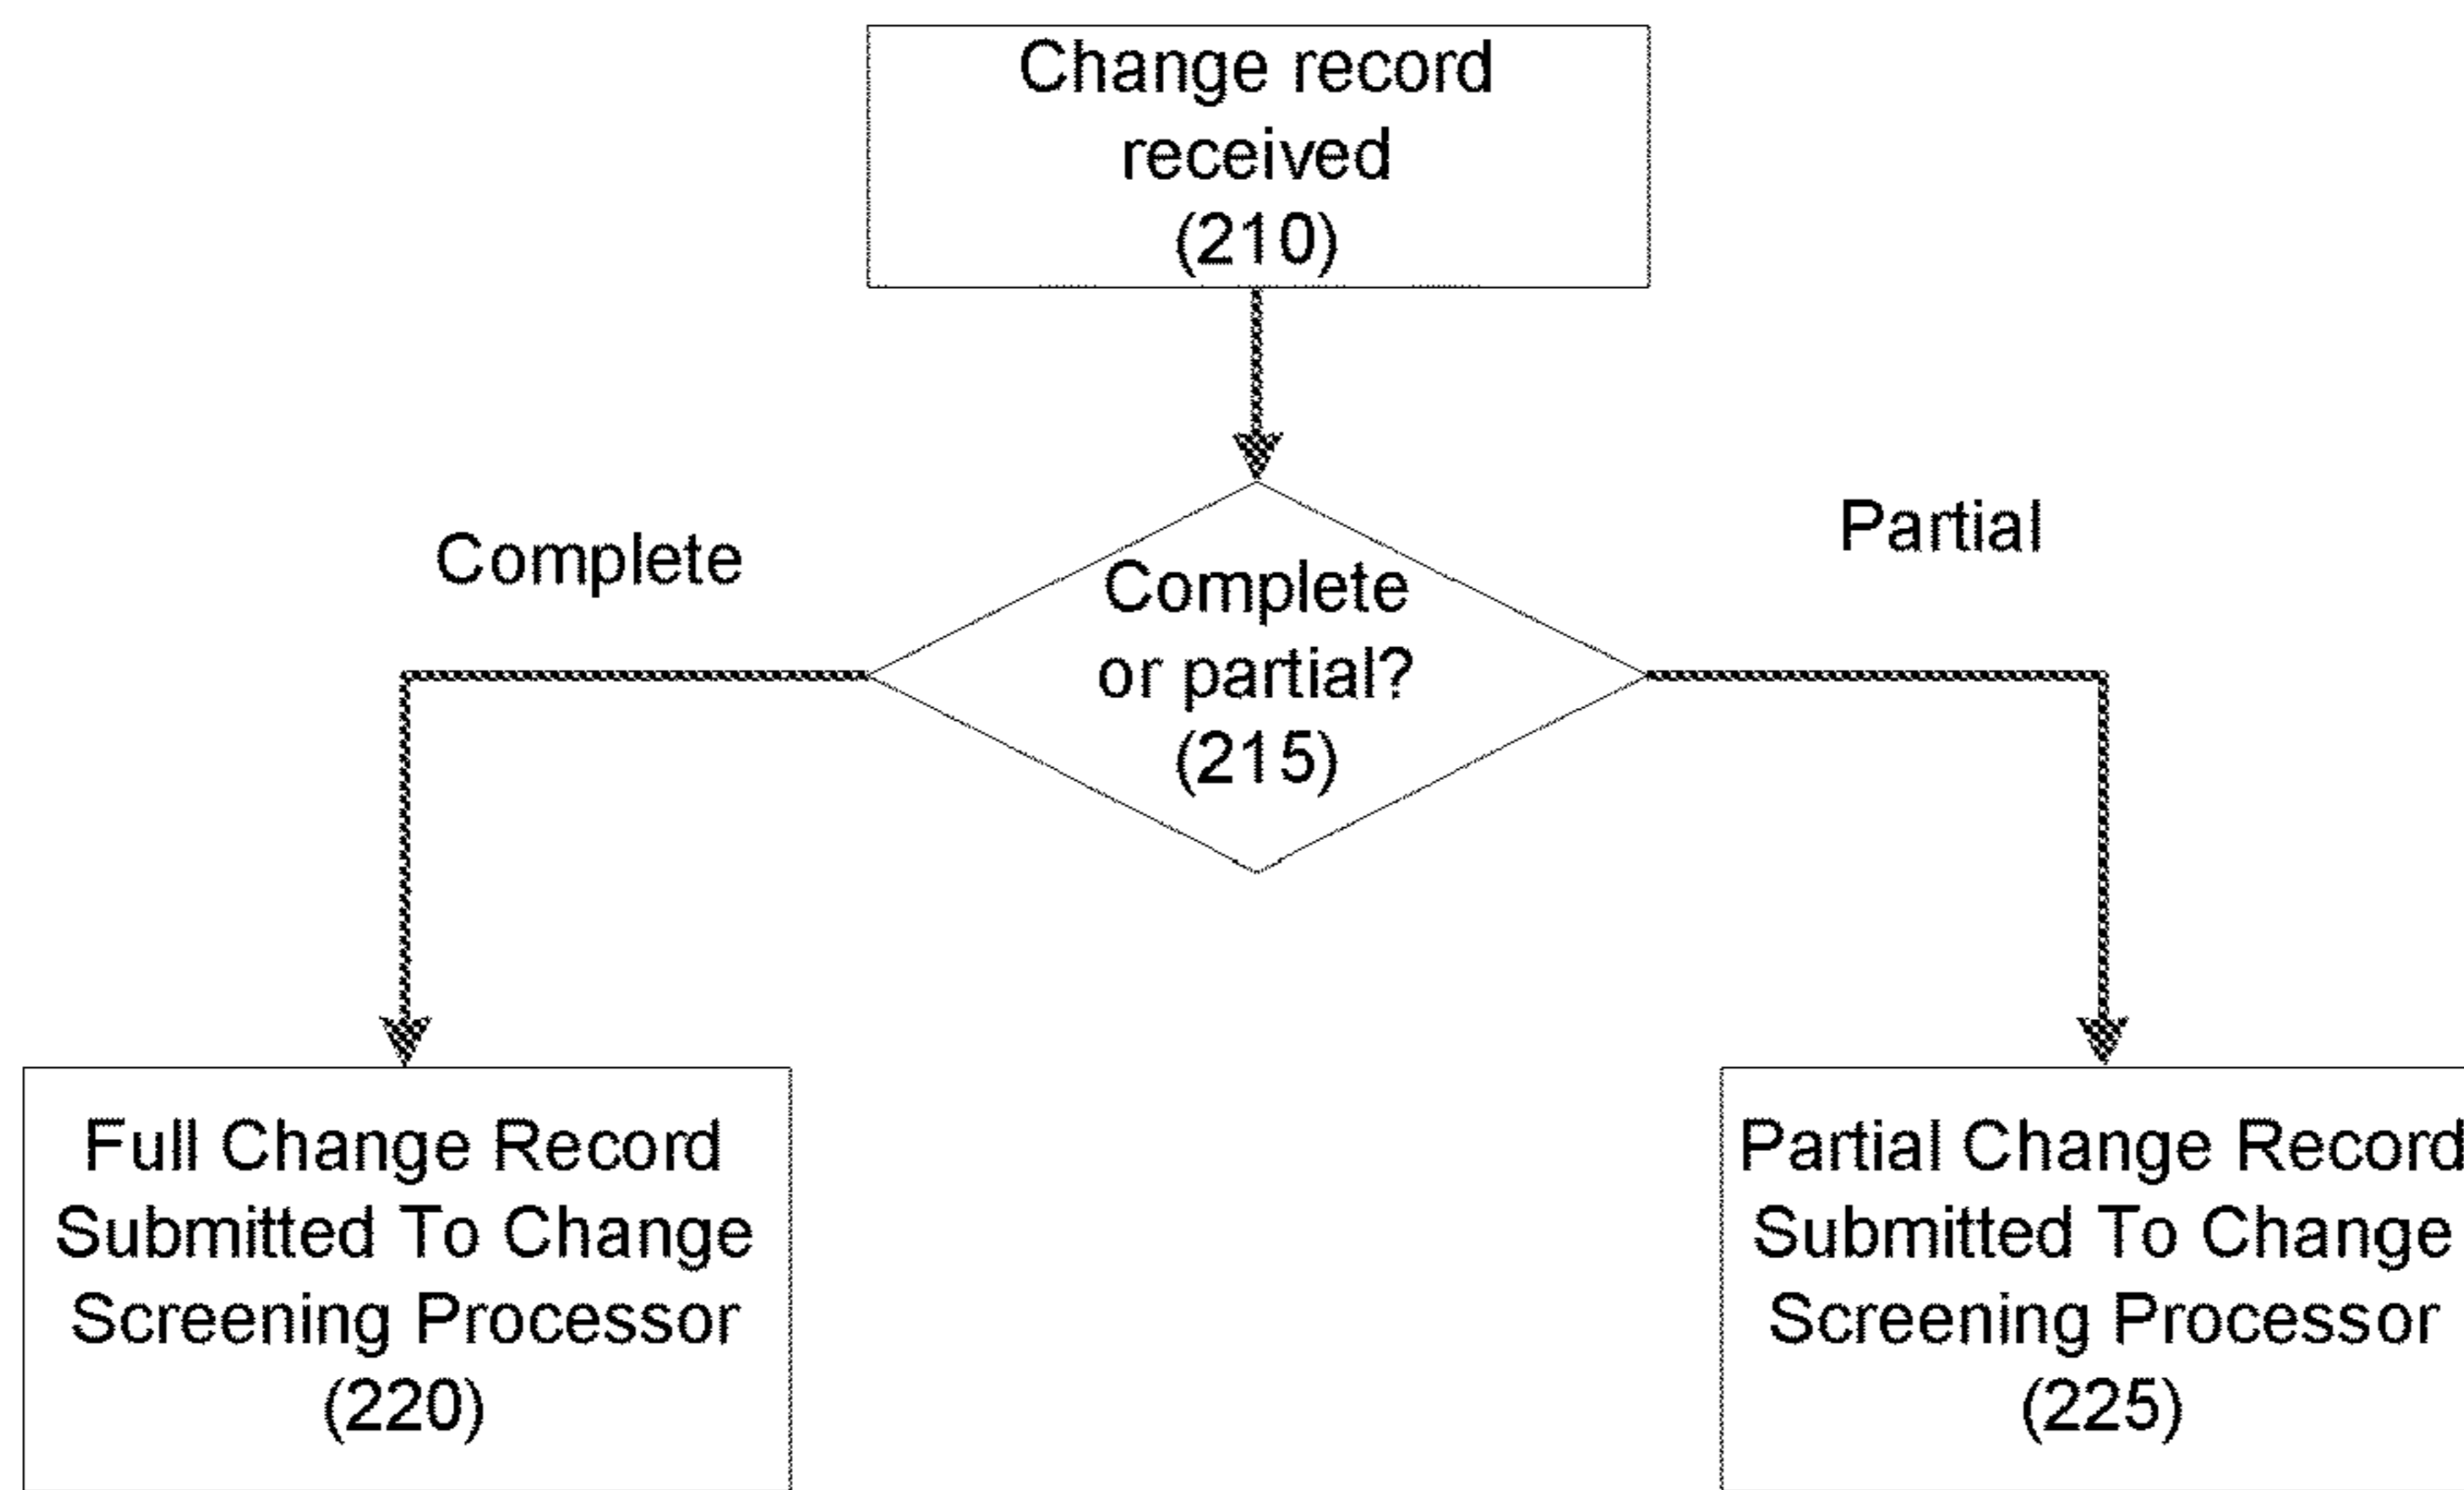 Change record
received
(210)
Complete
Partial
Complete
or partial?
(215)
Full Change Record
Submitted To Change
Screening Processor
(220)
Partial Change Record
Submitted To Change
Screening Processor
(225)